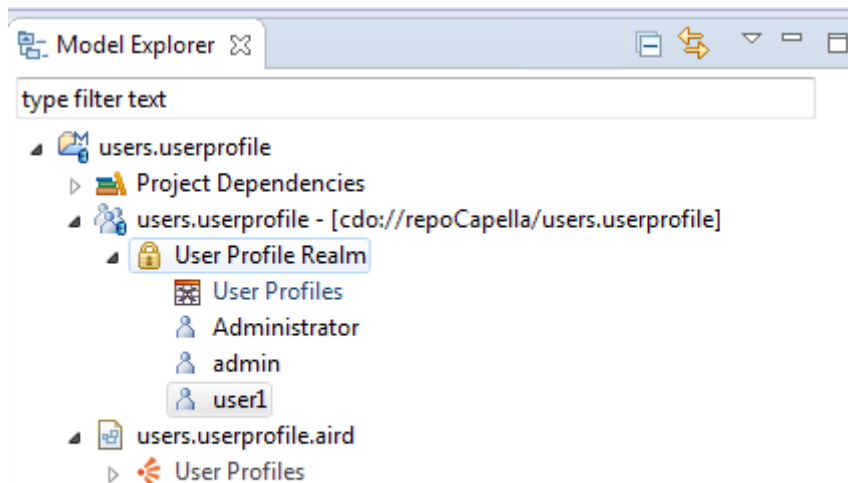 Model Explorer
type filter text
users.userprofile
Project Dependencies
users.userprofile - [cdo://repoCapella/users.userprofile]
User Profile Realm
User Profiles
Administrator
admin
user1
users.userprofile.aird
User Profiles